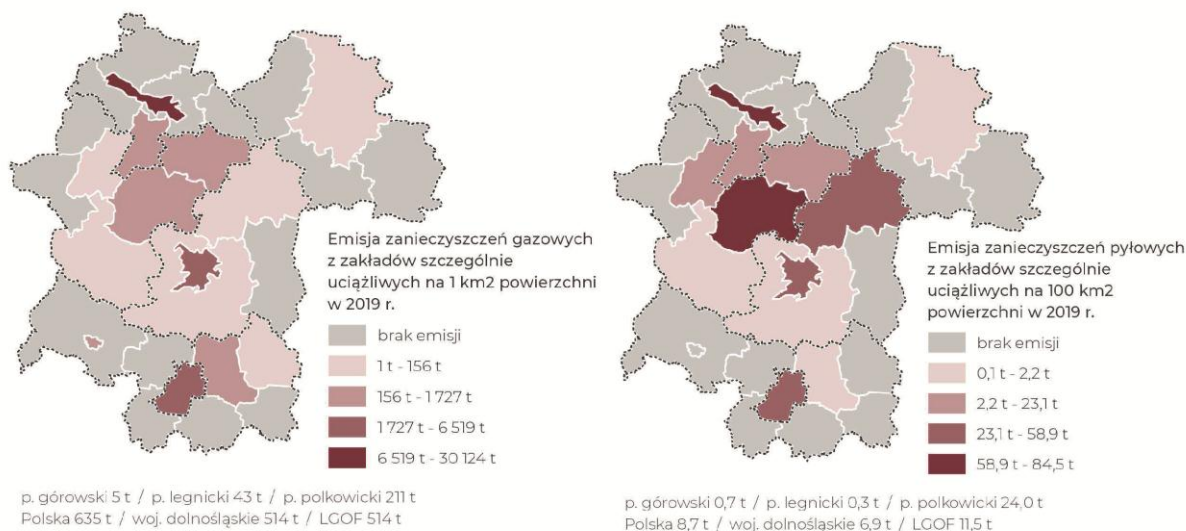 Emisja zanieczyszczeń gazowych
z zakładów szczególnie
uciążliwych na 1 km2 powierzchni
w 2019 r.
brak emisji
1 t - 156 t
156 t - 1 727 t
1 727 t - 6 519 t
6 519 t - 30 124 t
p. górowski 5 t / p. legnicki 43 t / p. polkowicki 211 t
Polska 635 t / woj. dolnośląskie 514 t / LGOF 514 t
Emisja zanieczyszczeń pyłowych
z zakładów szczególnie
uciążliwych na 100 km2
powierzchni w 2019 r.
brak emisji
0,1 t - 2,2 t
2,2 t - 23,1 t
23,1 t - 58,9 t
58,9 t - 84,5 t
p. górowski 0,7 t / p. legnicki 0,3 t / p. polkowicki 24,0 t
Polska 8,7 t / woj. dolnośląskie 6,9 t / LGOF 11,5 t